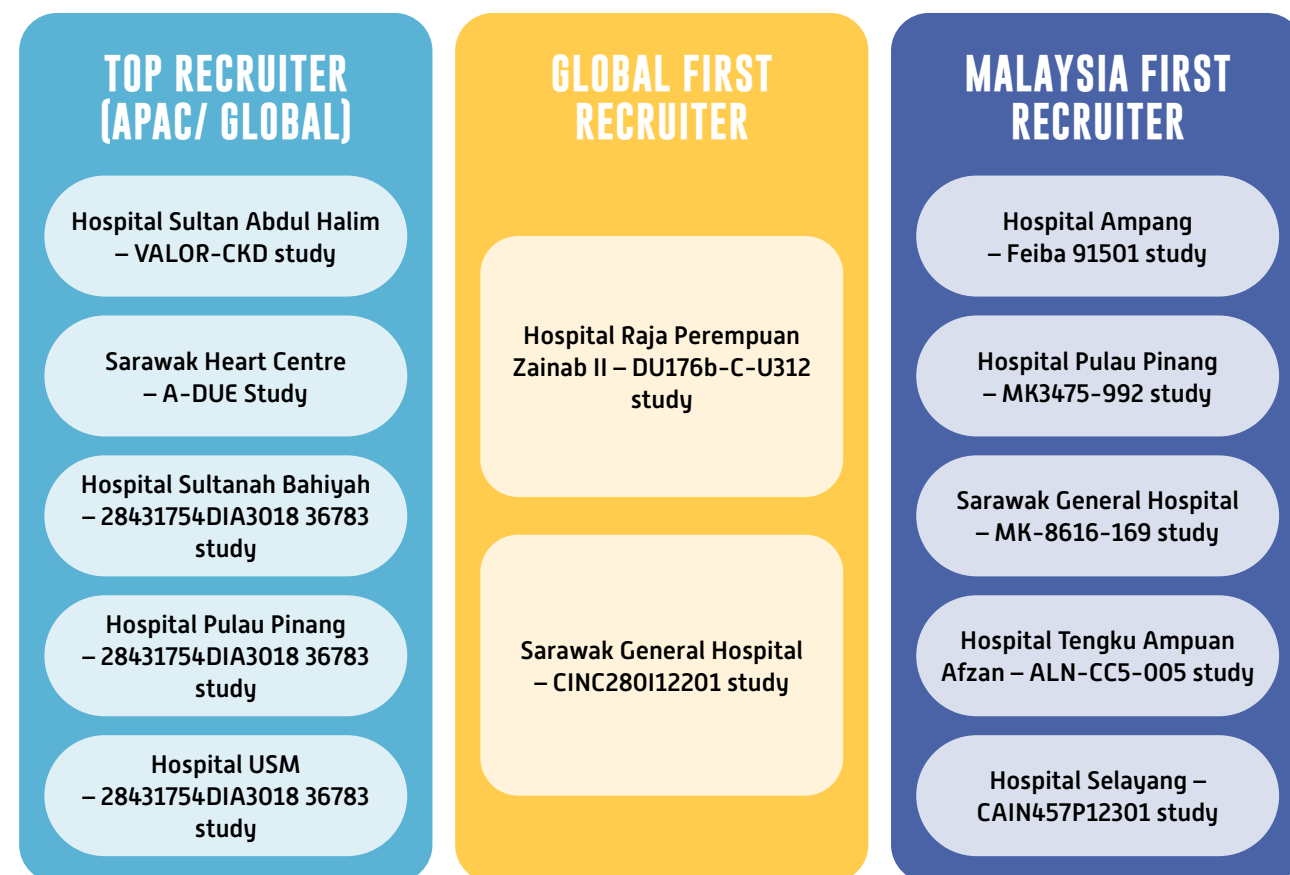 TOP RECRUITER
(APAC/ GLOBAL)
Hospital Sultan Abdul Halim
– VALOR-CKD study
Sarawak Heart Centre
– A-DUE Study
Hospital Sultanah Bahiyah
– 28431754DIA3018 36783
study
Hospital Pulau Pinang
– 28431754DIA3018 36783
study
Hospital USM
– 28431754DIA3018 36783
study
GLOBAL FIRST
RECRUITER
Hospital Raja Perempuan
Zainab II – DU176b-C-U312
study
Sarawak General Hospital
– CINC280I12201 study
MALAYSIA FIRST
RECRUITER
Hospital Ampang
– Feiba 91501 study
Hospital Pulau Pinang
– MK3475-992 study
Sarawak General Hospital
– MK-8616-169 study
Hospital Tengku Ampuan
Afzan – ALN-CC5-005 study
Hospital Selayang –
CAIN457P12301 study